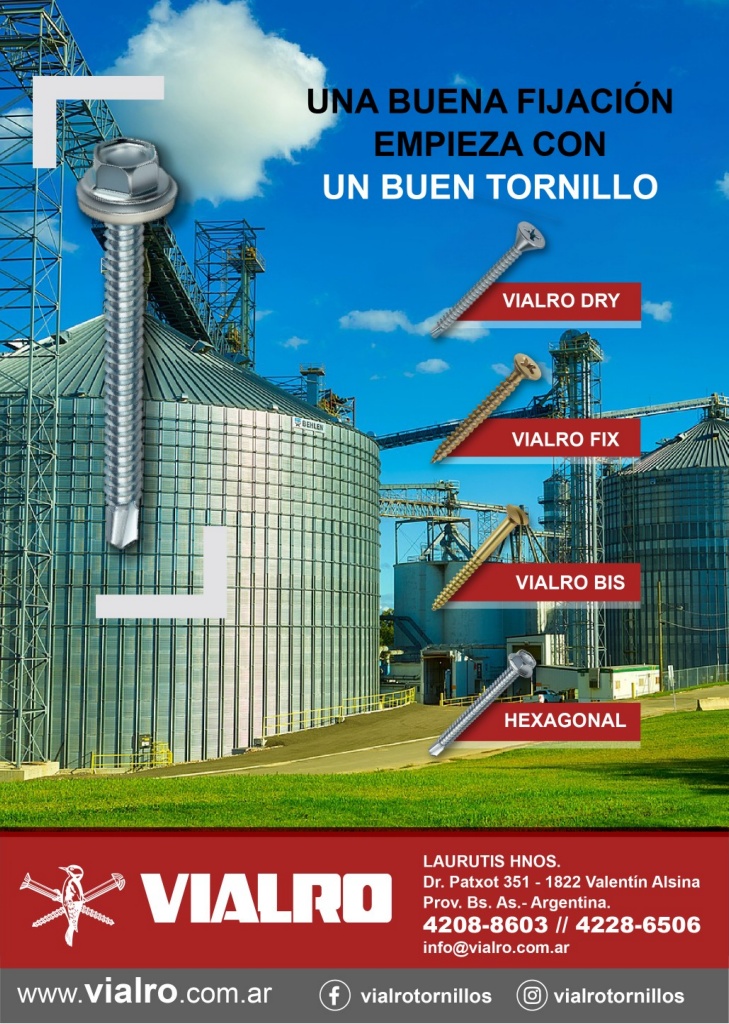 UNA BUENA FIJACIÓN
EMPIEZA CON
UN BUEN TORNILLO
VIALRO DRY
BEHLEN
VIALRO FIX
VIALRO BIS
HEXAGONAL
VIALRO
LAURUTIS HNOS.
Dr. Patxot 351 - 1822 Valentín Alsina
Prov. Bs. As.- Argentina.
4208-8603 // 4228-6506
info@vialro.com.ar
www.vialro.com.ar
vialrotornillos
vialrotornillos